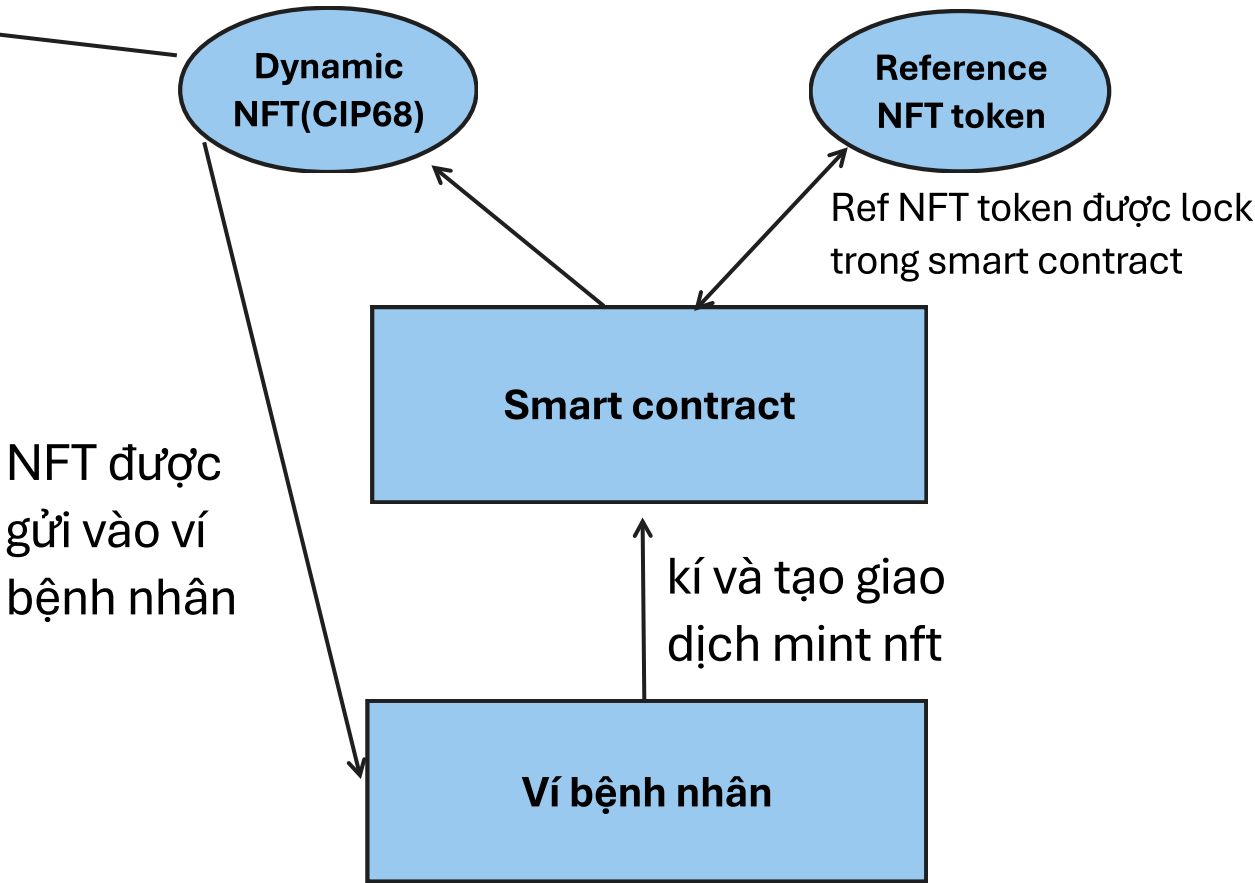 Dynamic
NFT(CIP68)
Reference
NFT token
Ref NFT token được lock
trong smart contract
Smart contract
NFT được
gửi vào ví
bệnh nhân
kí và tạo giao
dịch mint nft
Ví bệnh nhân